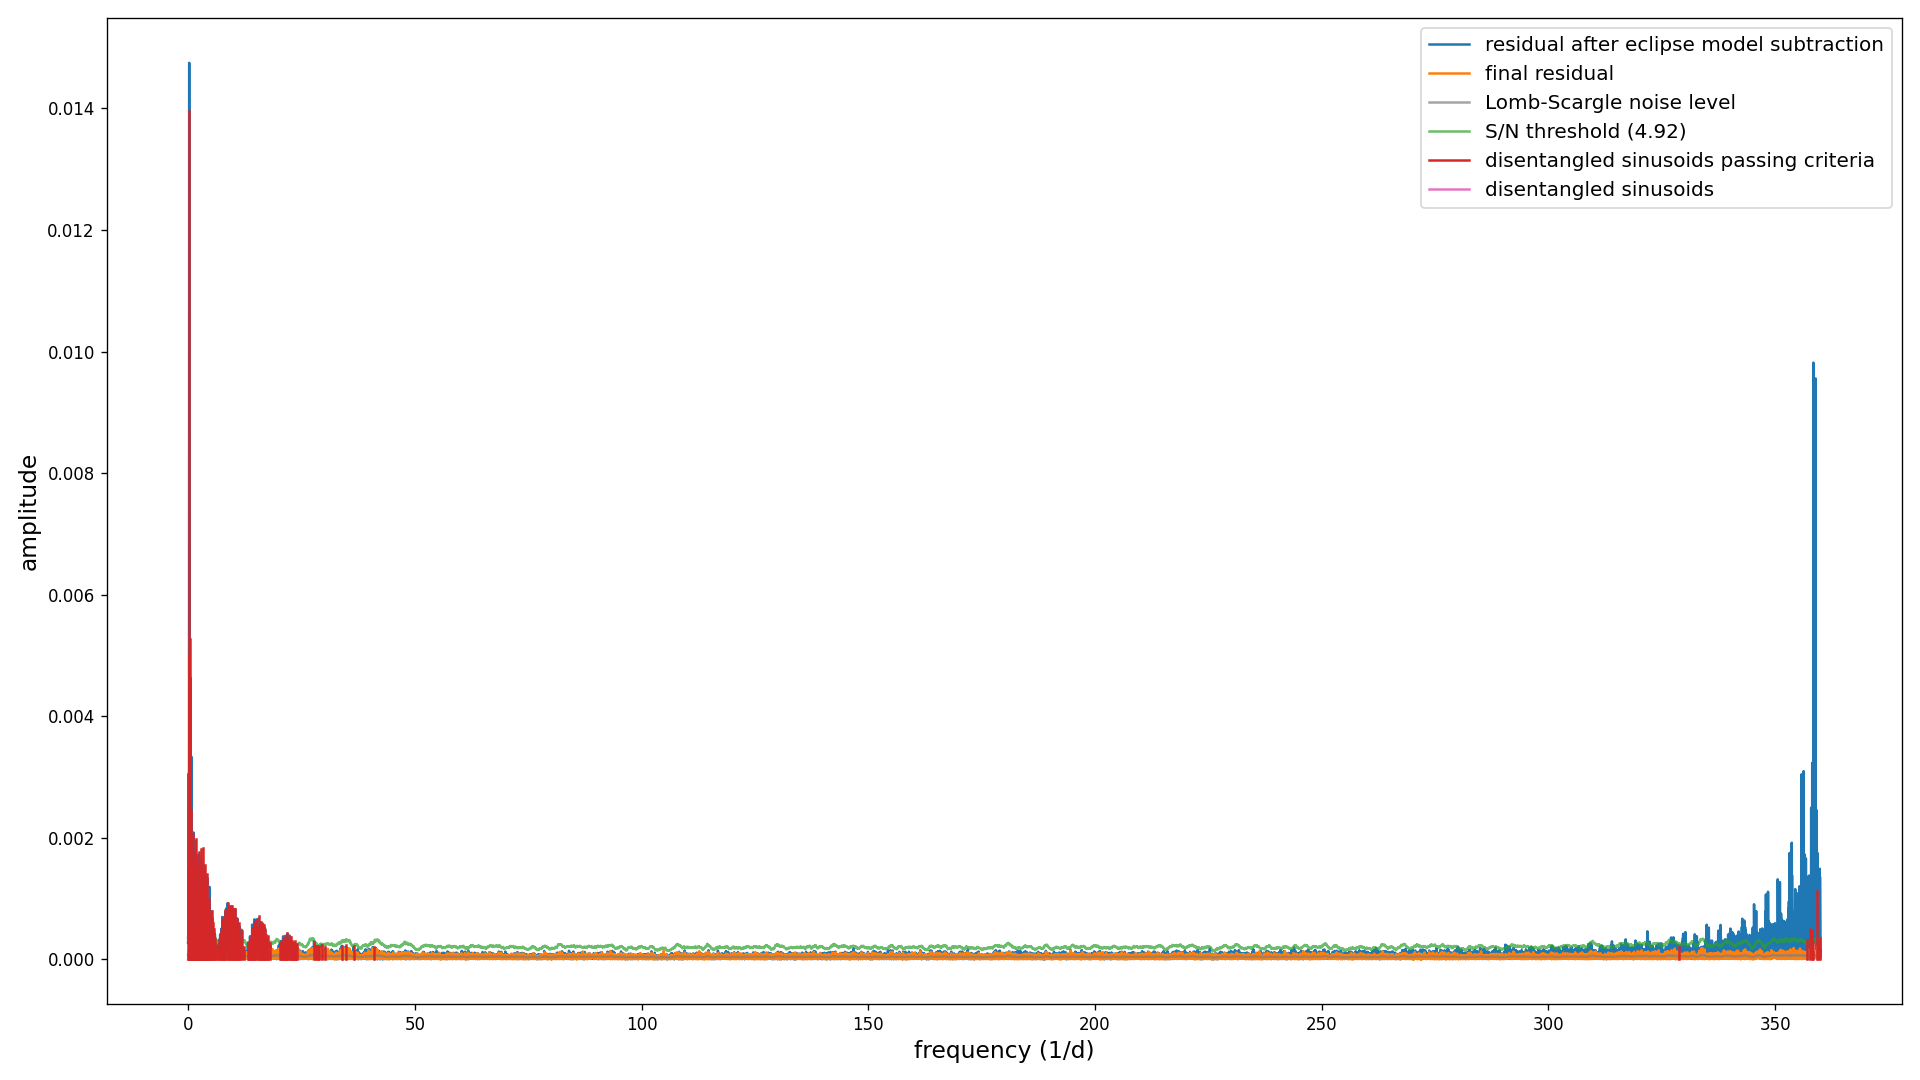 residual after eclipse model subtraction
final residual
Lomb-Scargle noise level
S/N threshold (4.92)
disentangled sinusoids passing criteria
disentangled sinusoids
0.014
0.012
0.010
0.008
0.006
0.004
0.002
0.000
amplitude
0 50 100 150 200 250 300 350
frequency (1/d)